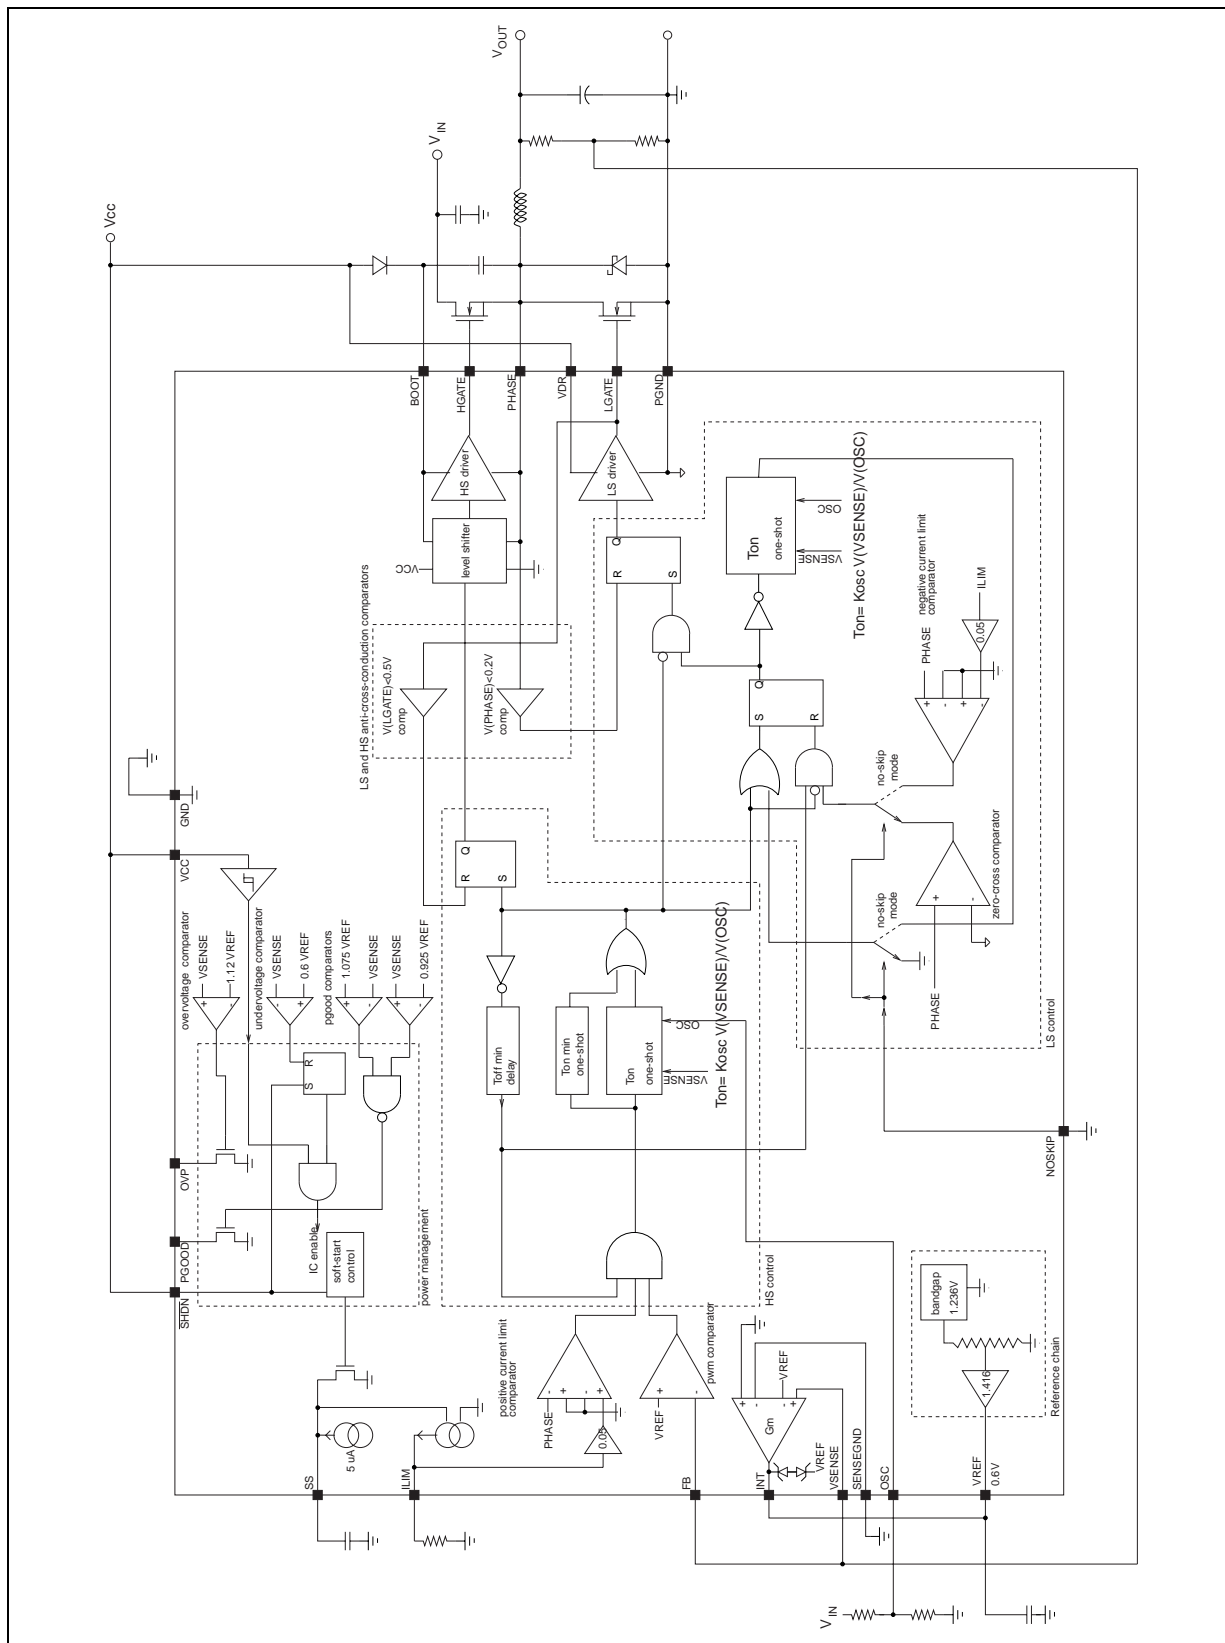 SS
5 uA
ILIM
FB
INT
VSENSE
SENSEGND
OSC
VREF
0.6V
V IN
SHDN
PGOOD
OVP
VCC
GND
Vcc
soft-start
control
IC enable
power management
S
R
overvoltage comparator
VSENSE
1.12 VREF
undervoltage comparator
VSENSE
0.6 VREF
pgood comparators
1.075 VREF
VSENSE
VSENSE
0.925 VREF
+
-
-
+
+
-
+
-
positive current limit
comparator
PHASE
-
+
-
+
0.05
pwm comparator
VREF
+
-
Gm
+
-
-
+
VREF
VREF
bandgap
1.236V
1.416
Reference chain
HS control
Toff min
delay
Ton min
one-shot
Ton
one-shot
VSENSE
OSC
Ton= Kosc V(VSENSE)/V(OSC)
R
S
Q
LS and HS anti-cross-conduction comparators
V(LGATE)<0.5V
comp
V(PHASE)<0.2V
comp
level shifter
VCC
HS driver
LS driver
BOOT
HGATE
PHASE
VDR
LGATE
PGND
V IN
V OUT
R
S
Q
S
R
Q
Ton
one-shot
VSENSE
OSC
Ton= Kosc V(VSENSE)/V(OSC)
no-skip
mode
no-skip
mode
PHASE
+
-
zero-cross comparator
negative current limit
comparator
PHASE
+
-
+
-
0.05
ILIM
LS control
NOSKIP